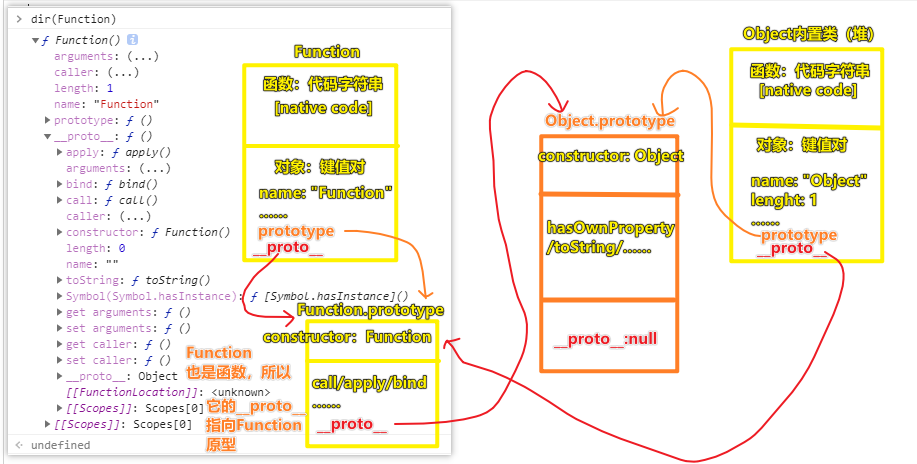 dir(Function)
ƒ Function() i
arguments: (...)
caller: (...)
length: 1
name: "Function"
prototype: ƒ ()
__proto__: ƒ ()
apply: ƒ apply()
arguments: (...)
bind: ƒ bind()
call: ƒ call()
caller: (...)
constructor: ƒ Function()
length: 0
name: ""
toString: ƒ toString()
Symbol(Symbol.hasInstance): ƒ [Symbol.hasInstance]()
get arguments: ƒ ()
set arguments: ƒ ()
get caller: ƒ ()
set caller: ƒ ()
__proto__: Object
[[FunctionLocation]]: <unknown>
[[Scopes]]: Scopes[0]
[[Scopes]]: Scopes[0]
undefined
Function
也是函数，所以
它的__proto__
指向Function
原型
Function
函数：代码字符串
[native code]
对象：键值对
name: "Function"
......
prototype
__proto__
Function.prototype
constructor：Function
call/apply/bind
......
__proto__
Object.prototype
constructor: Object
hasOwnProperty
/toString/......
__proto__:null
Object内置类（堆）
函数：代码字符串
[native code]
对象：键值对
name: "Object"
lenght: 1
......
prototype
__proto__